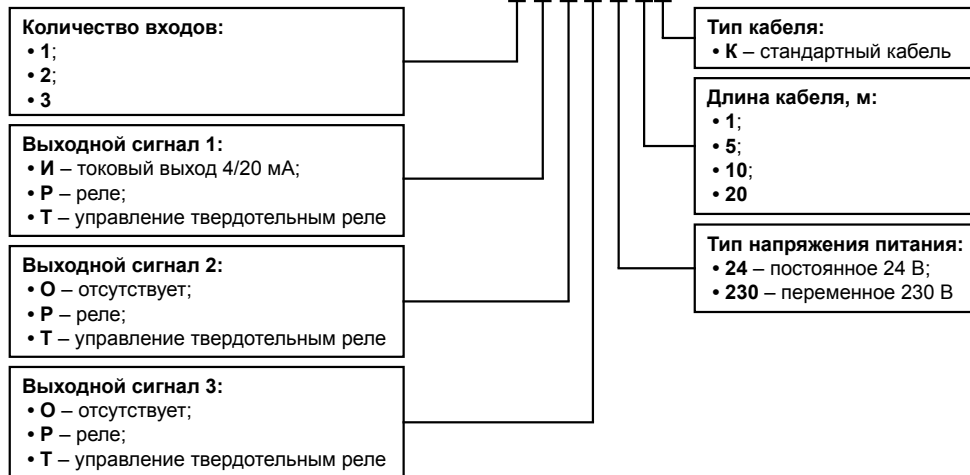 Количество входов:
• 1;
• 2;
• 3
Выходной сигнал 1:
• И – токовый выход 4/20 мА;
• Р – реле;
• Т – управление твердотельным реле
Выходной сигнал 2:
• О – отсутствует;
• Р – реле;
• Т – управление твердотельным реле
Выходной сигнал 3:
• О – отсутствует;
• Р – реле;
• Т – управление твердотельным реле
Тип кабеля:
• К – стандартный кабель
Длина кабеля, м:
• 1;
• 5;
• 10;
• 20
Тип напряжения питания:
• 24 – постоянное 24 В;
• 230 – переменное 230 В